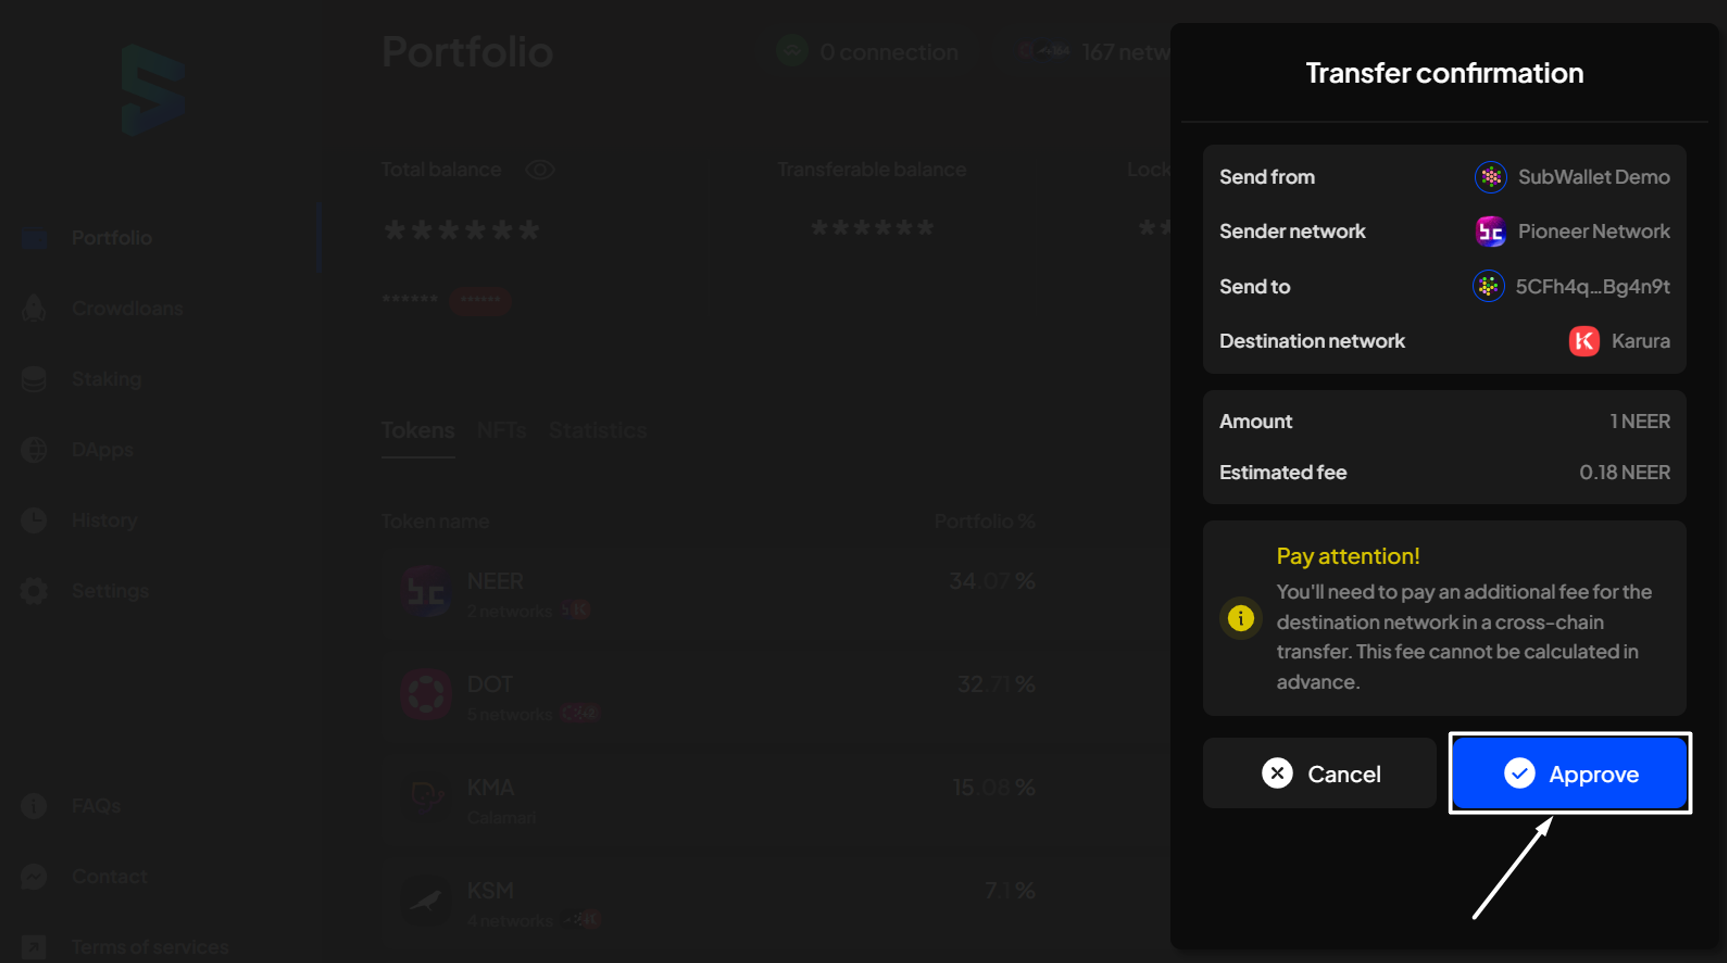 Portfolio
0 connection
167 netw
Total balance
Transferable balance
Lock
******
******
**
******
******
Portfolio
Crowdloans
Staking
DApps
History
Settings
FAQs
Contact
Terms of services
Tokens
NFTs
Statistics
Token name
Portfolio %
NEER
34.07 %
2 networks
DOT
32.71 %
5 networks
KMA
15.08 %
Calamari
KSM
7.1 %
4 networks
Transfer confirmation
Send from
SubWallet Demo
Sender network
Pioneer Network
Send to
5CFh4q...Bg4n9t
Destination network
Karura
Amount
1 NEER
Estimated fee
0.18 NEER
Pay attention!
You'll need to pay an additional fee for the
destination network in a cross-chain
transfer. This fee cannot be calculated in
advance.
Cancel
Approve